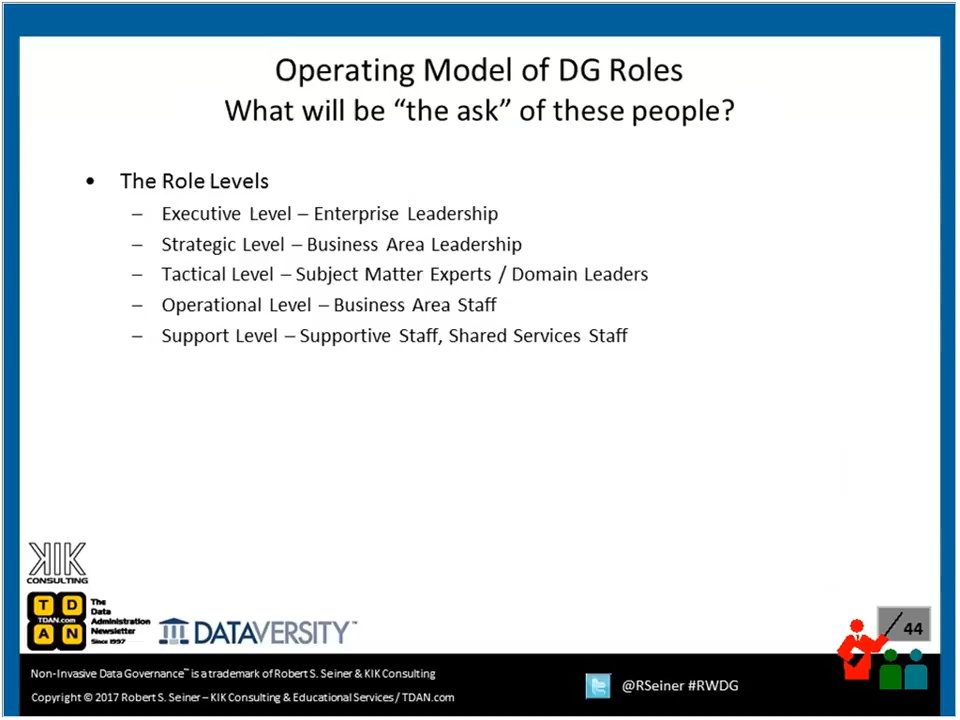 Operating Model of DG Roles
What will be “the ask” of these people?
• The Role Levels
– Executive Level – Enterprise Leadership
– Strategic Level – Business Area Leadership
– Tactical Level – Subject Matter Experts / Domain Leaders
– Operational Level – Business Area Staff
– Support Level – Supportive Staff, Shared Services Staff
KIK
CONSULTING
T D
TDAN.com
A N
The
Data
Administration
Newsletter
Since 1997
DATAVERSITY™
/ 44
Non-Invasive Data Governance™ is a trademark of Robert S. Seiner & KIK Consulting
Copyright © 2017 Robert S. Seiner – KIK Consulting & Educational Services / TDAN.com
@RSeiner #RWDG